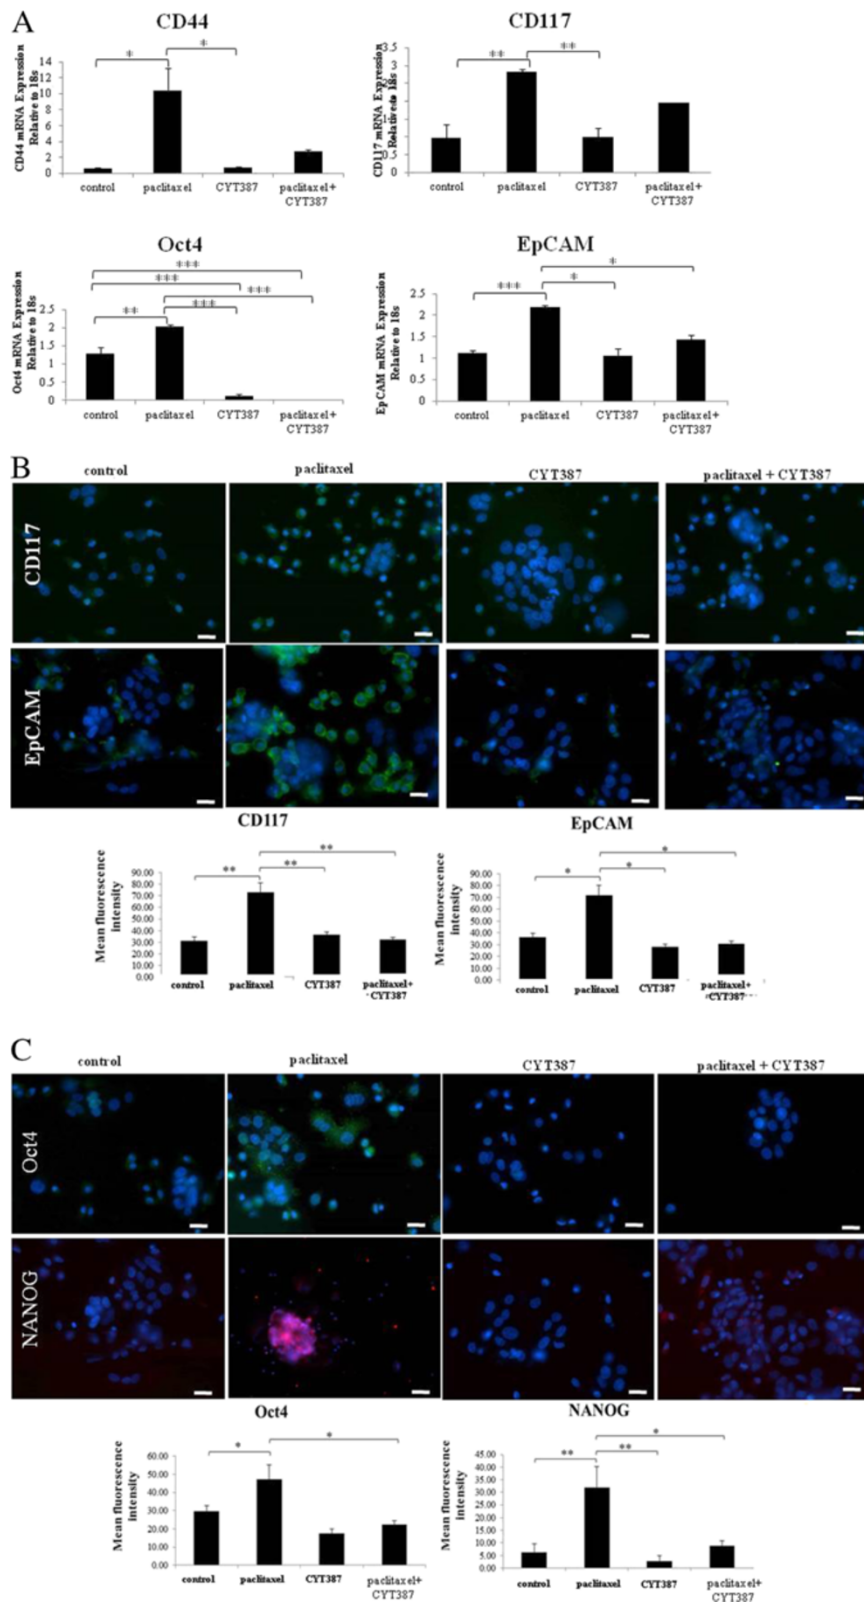 A
CD44
CD44 mRNA Expression
Relative to 18s
14
12
10
8
6
4
2
0
*
*
control
paclitaxel
CYT387
paclitaxel+
CYT387
CD117
CD117 mRNA Expression
Relative to 18s
3.5
0.5
0
**
**
control
paclitaxel
CYT387
paclitaxel+
CYT387
Oct4
Oct4 mRNA Expression
Relative to 18s
2.5
2
1.5
1
0.5
0
***
***
***
**
***
control
paclitaxel
CYT387
paclitaxel+
CYT387
EpCAM
EpCAM mRNA Expression
Relative to 18s
2.5
2
1.5
1
0.5
0
*
***
*
control
paclitaxel
CYT387
paclitaxel+
CYT387
B
control
paclitaxel
CYT387
paclitaxel + CYT387
CD117
EpCAM
CD117
Mean fluorescence
intensity
90.00
80.00
70.00
60.00
50.00
40.00
30.00
20.00
10.00
0.00
**
**
**
control
paclitaxel
CYT387
paclitaxel+
CYT387
EpCAM
Mean fluorescence
intensity
90.00
80.00
70.00
60.00
50.00
40.00
30.00
20.00
10.00
0.00
*
*
*
control
paclitaxel
CYT387
paclitaxel+
CYT387
C
control
paclitaxel
CYT387
paclitaxel + CYT387
Oct4
NANOG
Oct4
Mean fluorescence
intensity
60.00
50.00
40.00
30.00
20.00
10.00
0.00
*
*
control
paclitaxel
CYT387
paclitaxel+
CYT387
NANOG
Mean fluorescence
intensity
45.00
40.00
35.00
30.00
25.00
20.00
15.00
10.00
5.00
0.00
*
**
**
control
paclitaxel
CYT387
paclitaxel+
CYT387